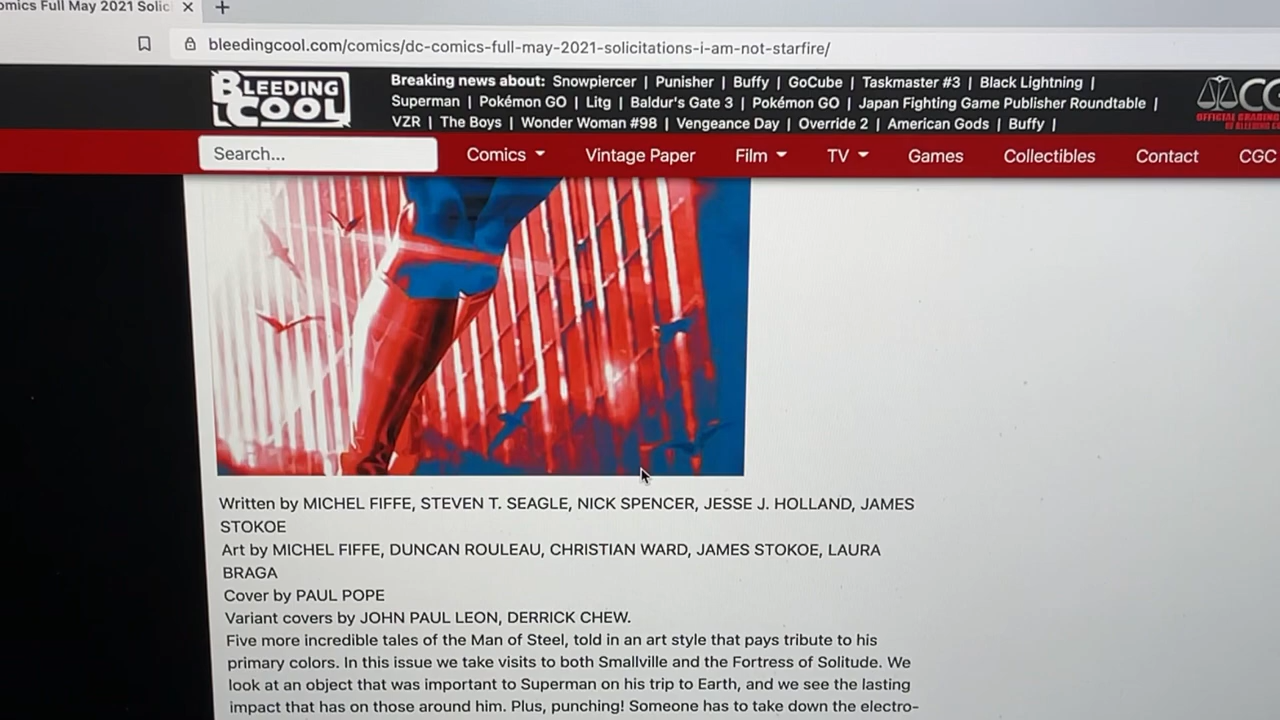 omics Full May 2021 Solic
bleedingcool.com/comics/dc-comics-full-may-2021-solicitations-i-am-not-starfire/
BLEEDING COOL
Breaking news about: Snowpiercer | Punisher | Buffy | GoCube | Taskmaster #3 | Black Lightning |
Superman | Pokémon GO | Litg | Baldur's Gate 3 | Pokémon GO | Japan Fighting Game Publisher Roundtable |
VZR | The Boys | Wonder Woman #98 | Vengeance Day | Override 2 | American Gods | Buffy |
CG
Search...
Comics
Vintage Paper
Film
TV
Games
Collectibles
Contact
CGC
Written by MICHEL FIFFE, STEVEN T. SEAGLE, NICK SPENCER, JESSE J. HOLLAND, JAMES
STOKOE
Art by MICHEL FIFFE, DUNCAN ROULEAU, CHRISTIAN WARD, JAMES STOKOE, LAURA
BRAGA
Cover by PAUL POPE
Variant covers by JOHN PAUL LEON, DERRICK CHEW.
Five more incredible tales of the Man of Steel, told in an art style that pays tribute to his
primary colors. In this issue we take visits to both Smallville and the Fortress of Solitude. We
look at an object that was important to Superman on his trip to Earth, and we see the lasting
impact that has on those around him. Plus, punching! Someone has to take down the electro-